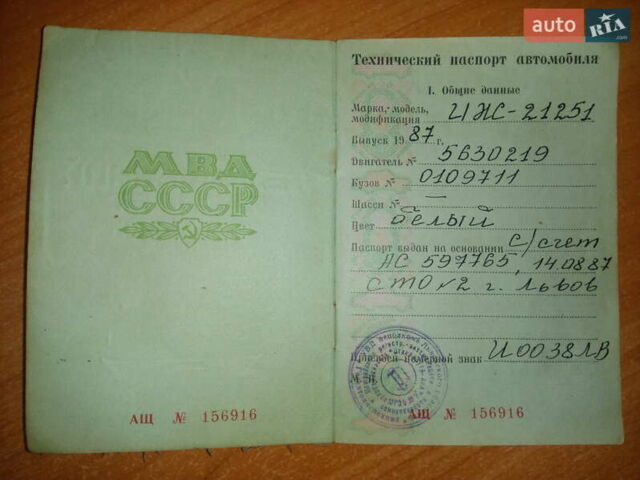 auto RIA .com
МВД
СССР
АЩ № 156916
Технический паспорт автомобиля
I. Общие данные
Марка, модель,
модификация ИЖ-21251
Выпуск 1987 г.
Двигатель № 5630219
Кузов № 0109711
Шасси № —
Цвет белый
Паспорт выдан на основании с/счет
АС 597765, 14.08.87
СТО №2 г. Львов
Присвоен номерной знак И0038ЛВ
М. П.
АЩ № 156916